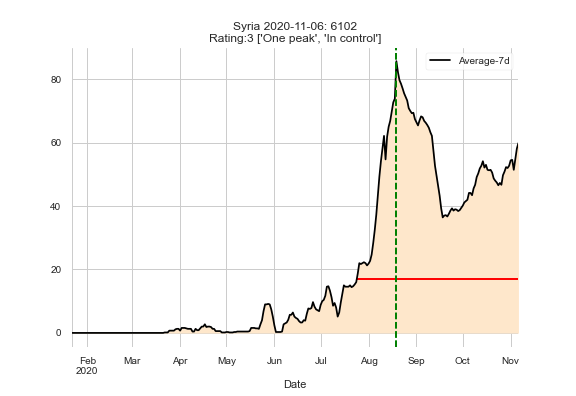 Syria 2020-11-06: 6102
Rating:3 ['One peak', 'In control']
Average-7d
80
60
40
20
0
Feb
2020
Mar
Apr
May
Jun
Jul
Aug
Sep
Oct
Nov
Date